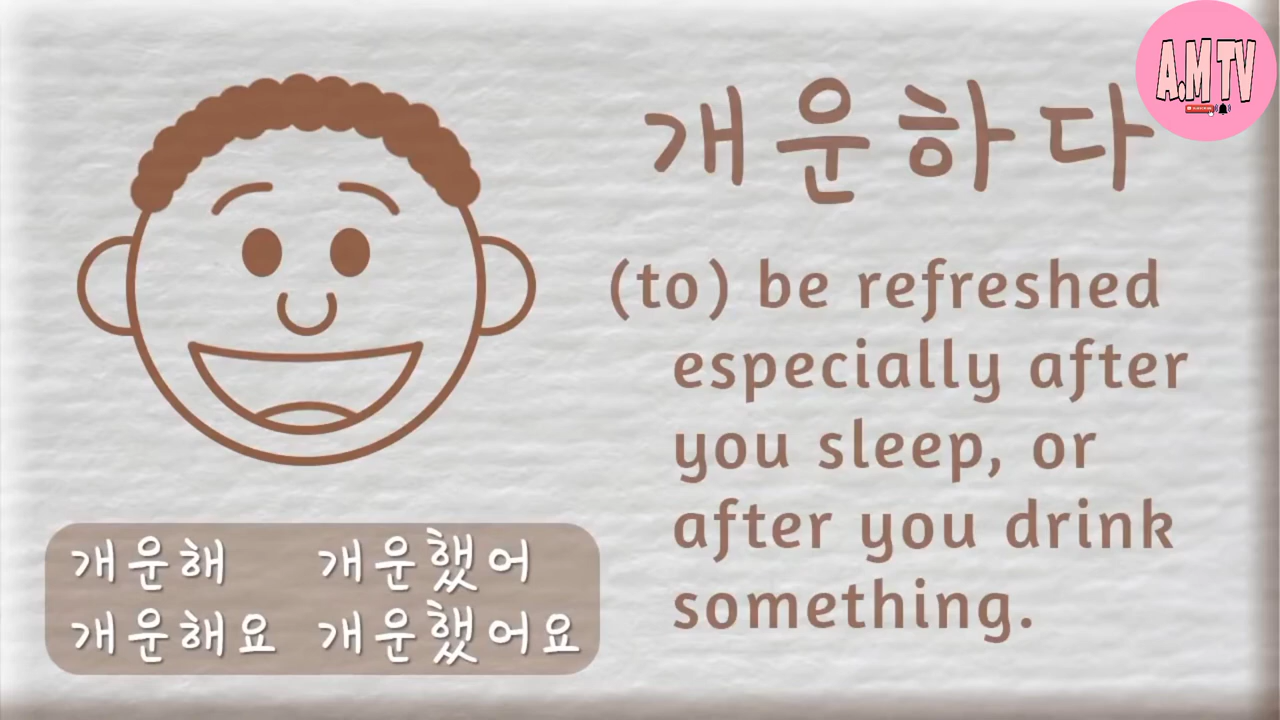 A.M TV
개운하다
(to) be refreshed
especially after
you sleep, or
after you drink
something.
개운해 개운했어
개운해요 개운했어요